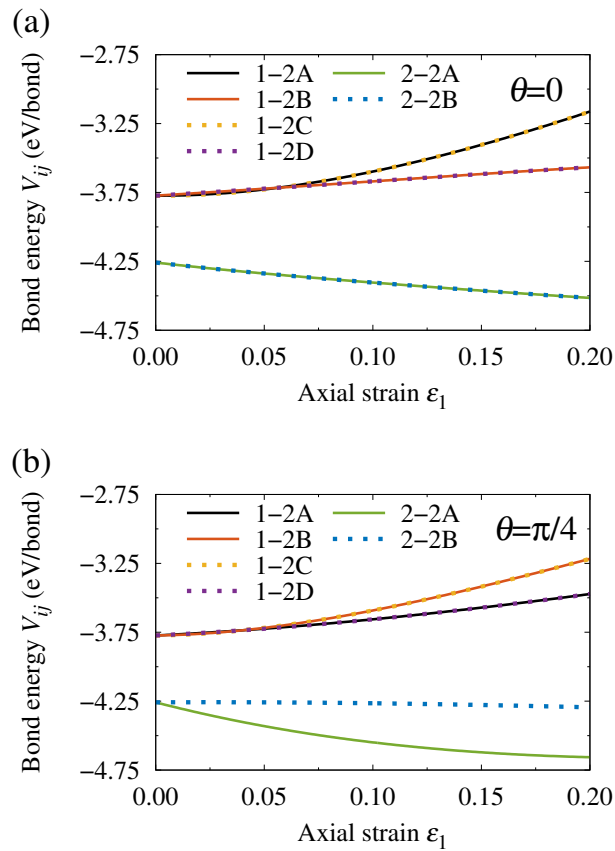 (a)
Bond energy V_ij (eV/bond)
−2.75
−3.25
−3.75
−4.25
−4.75
1−2A
1−2B
1−2C
1−2D
2−2A
2−2B
θ=0
0.00 0.05 0.10 0.15 0.20
Axial strain ε₁
(b)
Bond energy V_ij (eV/bond)
−2.75
−3.25
−3.75
−4.25
−4.75
1−2A
1−2B
1−2C
1−2D
2−2A
2−2B
θ=π/4
0.00 0.05 0.10 0.15 0.20
Axial strain ε₁